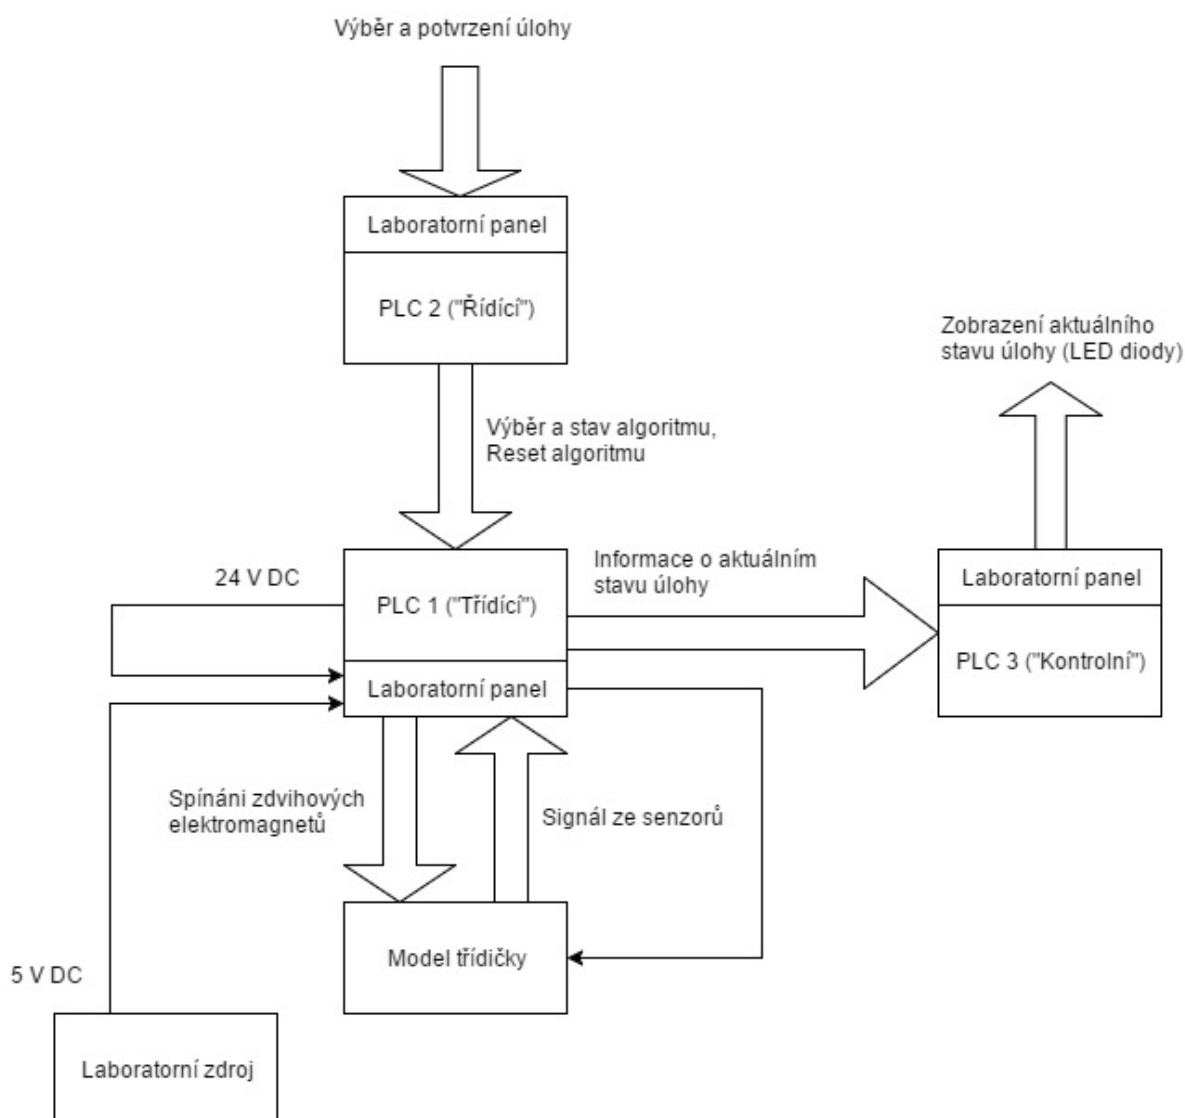 Výběr a potvrzení úlohy
Laboratorní panel
PLC 2 ("Řídící")
Zobrazení aktuálního
stavu úlohy (LED diody)
Výběr a stav algoritmu,
Reset algoritmu
24 V DC
PLC 1 ("Třídící")
Laboratorní panel
Informace o aktuálním
stavu úlohy
Laboratorní panel
PLC 3 ("Kontrolní")
Spínáni zdvihových
elektromagnetů
Signál ze senzorů
Model třídičky
5 V DC
Laboratorní zdroj